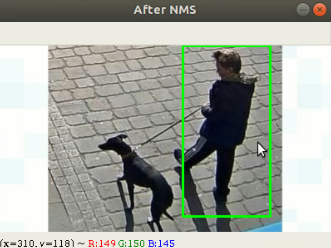 After NMS
(x=310, y=118) ~ R:149 G:150 B:145